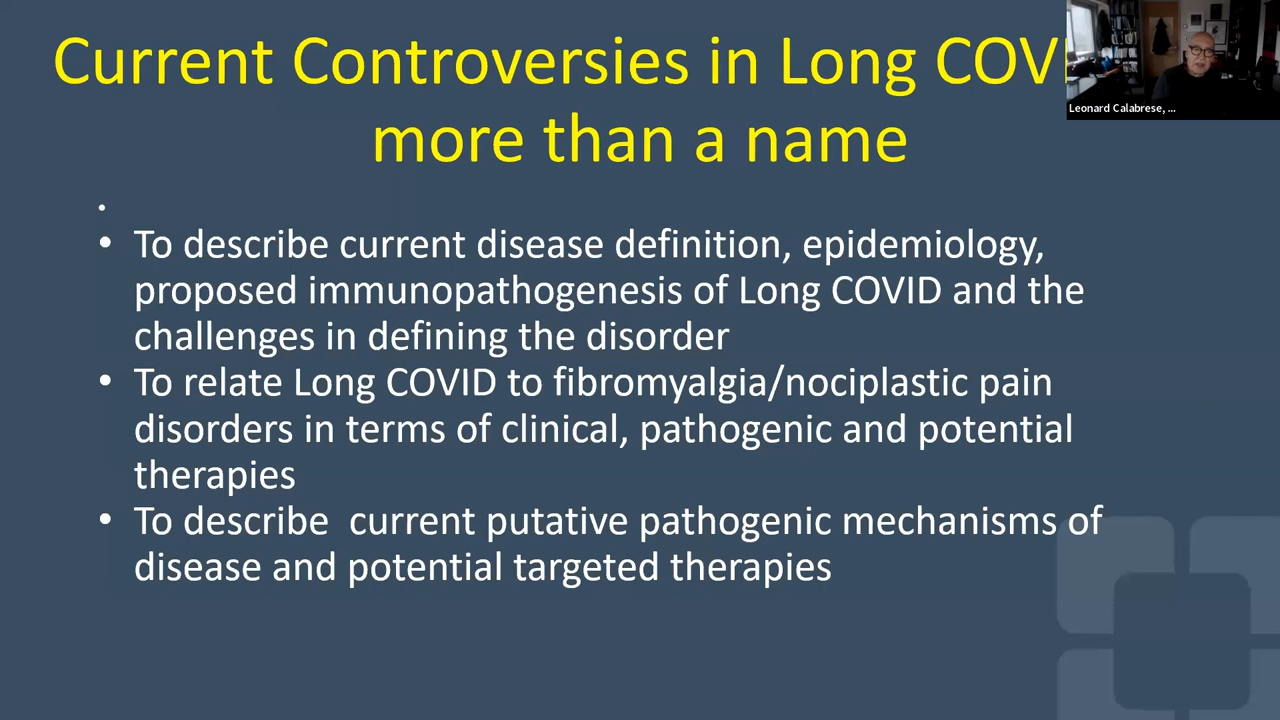 Current Controversies in Long COVI
more than a name
Leonard Calabrese, ...
•
• To describe current disease definition, epidemiology,
proposed immunopathogenesis of Long COVID and the
challenges in defining the disorder
• To relate Long COVID to fibromyalgia/nociplastic pain
disorders in terms of clinical, pathogenic and potential
therapies
• To describe  current putative pathogenic mechanisms of
disease and potential targeted therapies